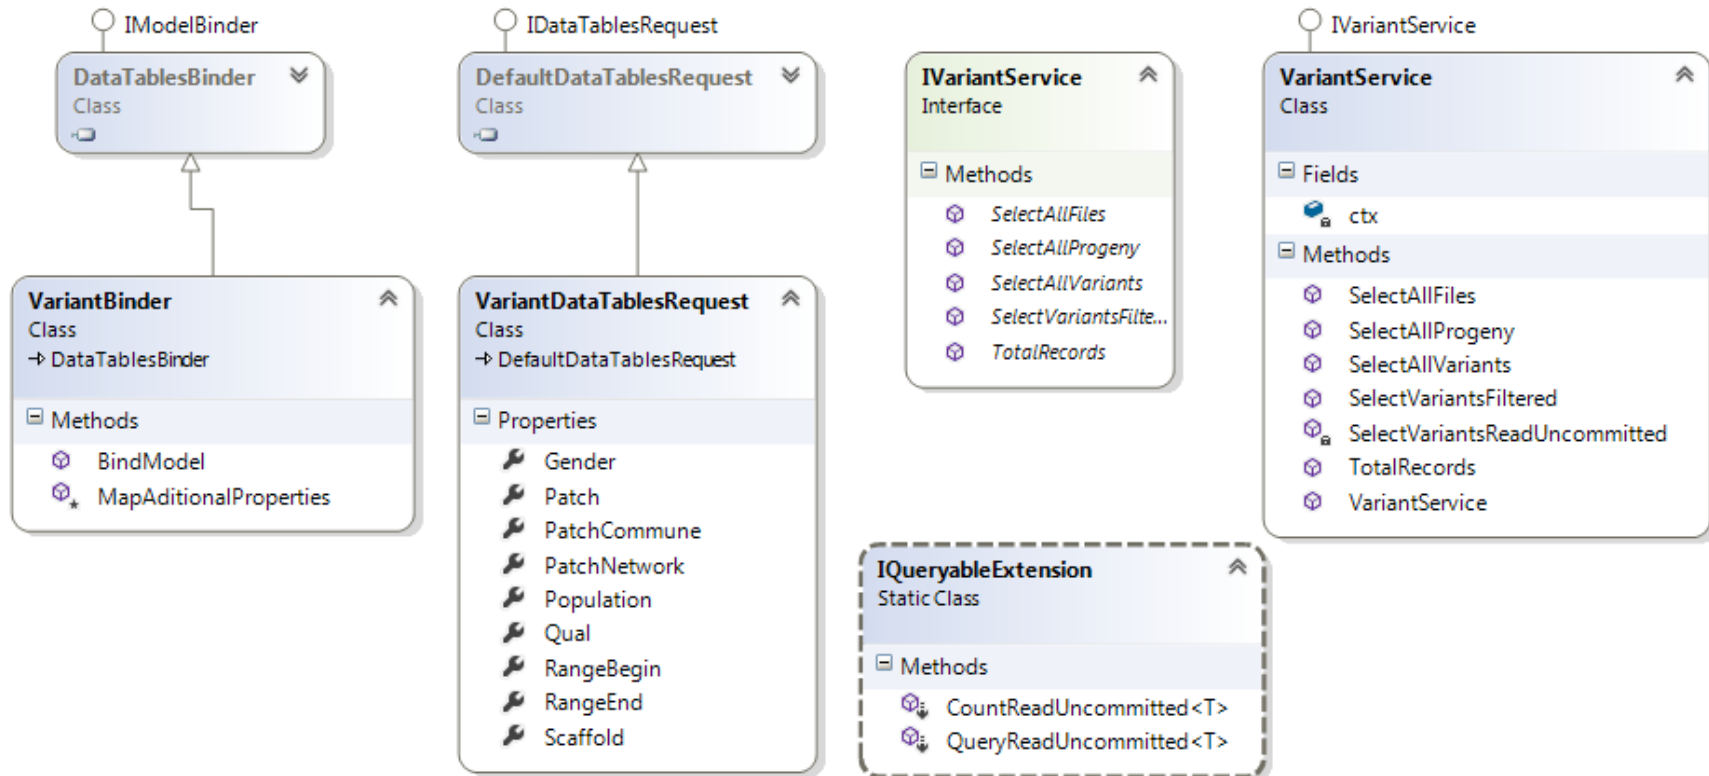 IModelBinder
DataTablesBinder
Class
IDataTablesRequest
DefaultDataTablesRequest
Class
IVariantService
Interface
Methods
SelectAllFiles
SelectAllProgeny
SelectAllVariants
SelectVariantsFilte...
TotalRecords
IVariantService
VariantService
Class
Fields
ctx
Methods
SelectAllFiles
SelectAllProgeny
SelectAllVariants
SelectVariantsFiltered
SelectVariantsReadUncommitted
TotalRecords
VariantService
VariantBinder
Class
DataTablesBinder
Methods
BindModel
MapAditionalProperties
VariantDataTablesRequest
Class
DefaultDataTablesRequest
Properties
Gender
Patch
PatchCommune
PatchNetwork
Population
Qual
RangeBegin
RangeEnd
Scaffold
IQueryableExtension
Static Class
Methods
CountReadUncommitted<T>
QueryReadUncommitted<T>